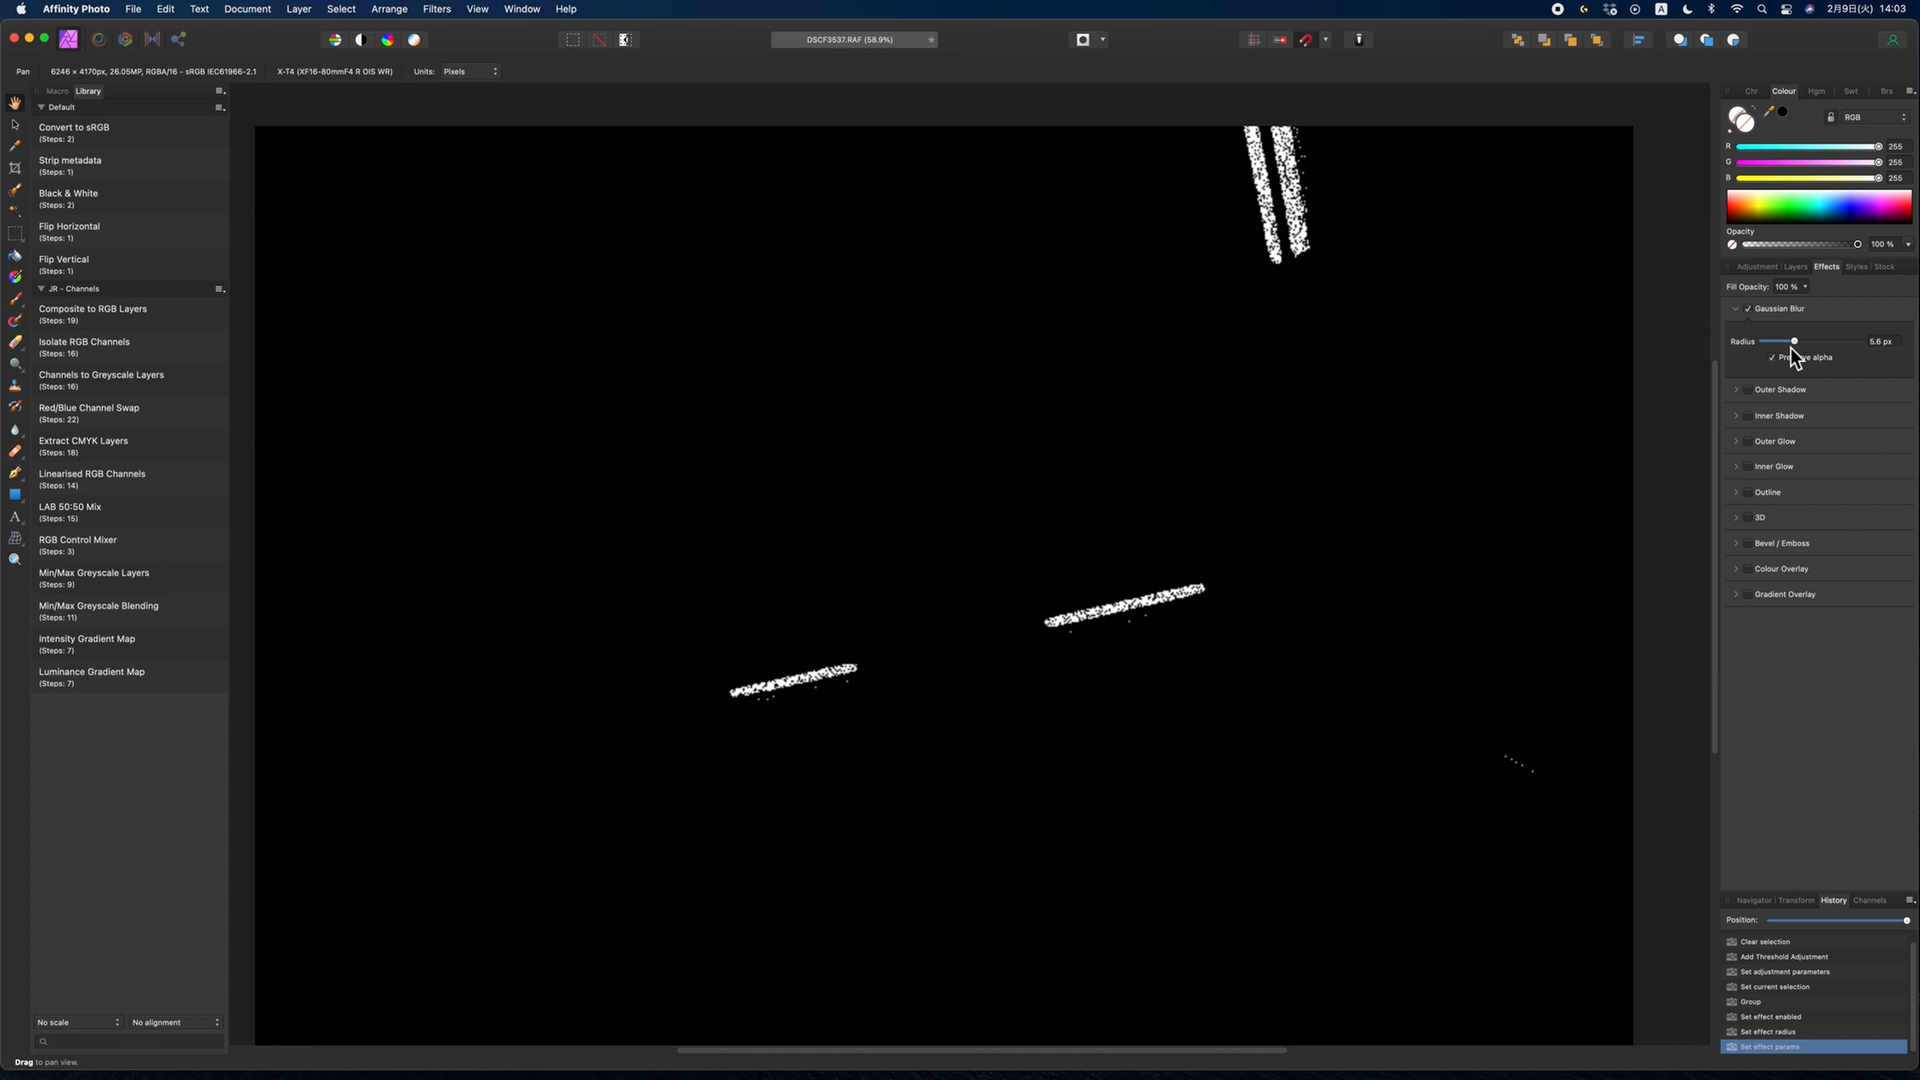 Affinity Photo File Edit Text Document Layer Select Arrange Filters View Window Help
A 2月9日(火) 14:03
DSCF3537.RAF (58.9%)
Pan 6246 × 4170px, 26.05MP, RGBA/16 - sRGB IEC61966-2.1 X-T4 (XF16-80mmF4 R OIS WR) Units: Pixels
Macro Library
Default
Convert to sRGB
(Steps: 2)
Strip metadata
(Steps: 1)
Black & White
(Steps: 2)
Flip Horizontal
(Steps: 1)
Flip Vertical
(Steps: 1)
JR - Channels
Composite to RGB Layers
(Steps: 19)
Isolate RGB Channels
(Steps: 16)
Channels to Greyscale Layers
(Steps: 16)
Red/Blue Channel Swap
(Steps: 22)
Extract CMYK Layers
(Steps: 18)
Linearised RGB Channels
(Steps: 14)
LAB 50:50 Mix
(Steps: 15)
RGB Control Mixer
(Steps: 3)
Min/Max Greyscale Layers
(Steps: 9)
Min/Max Greyscale Blending
(Steps: 11)
Intensity Gradient Map
(Steps: 7)
Luminance Gradient Map
(Steps: 7)
No scale No alignment
Drag to pan view.
Chr Colour Hgm Swt Brs
RGB
R 255
G 255
B 255
Opacity
100 %
Adjustment Layers Effects Styles Stock
Fill Opacity: 100 %
Gaussian Blur
Radius 5.6 px
alpha
Outer Shadow
Inner Shadow
Outer Glow
Inner Glow
Outline
3D
Bevel / Emboss
Colour Overlay
Gradient Overlay
Navigator Transform History Channels
Position:
Clear selection
Add Threshold Adjustment
Set adjustment parameters
Set current selection
Group
Set effect enabled
Set effect radius
Set effect params